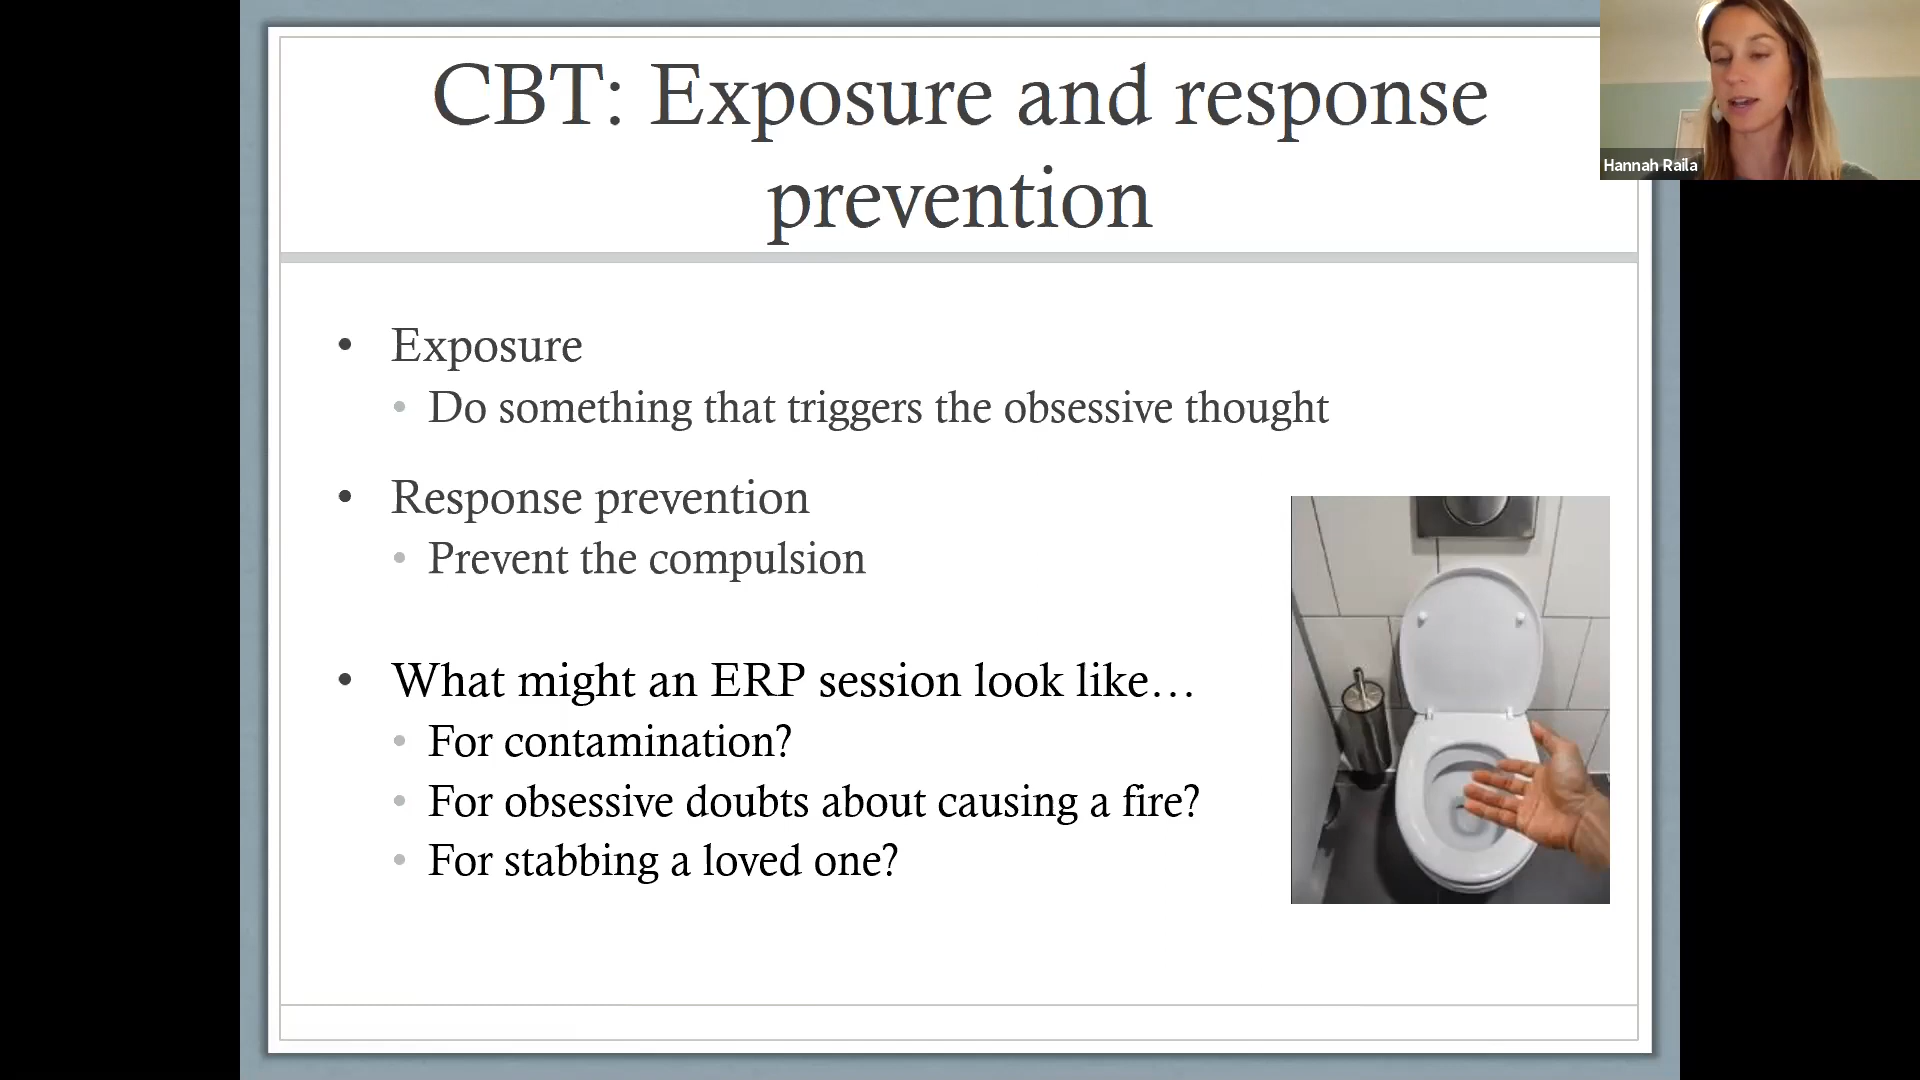 CBT: Exposure and response
prevention
Hannah Raila
• Exposure
• Do something that triggers the obsessive thought
• Response prevention
• Prevent the compulsion
• What might an ERP session look like…
• For contamination?
• For obsessive doubts about causing a fire?
• For stabbing a loved one?